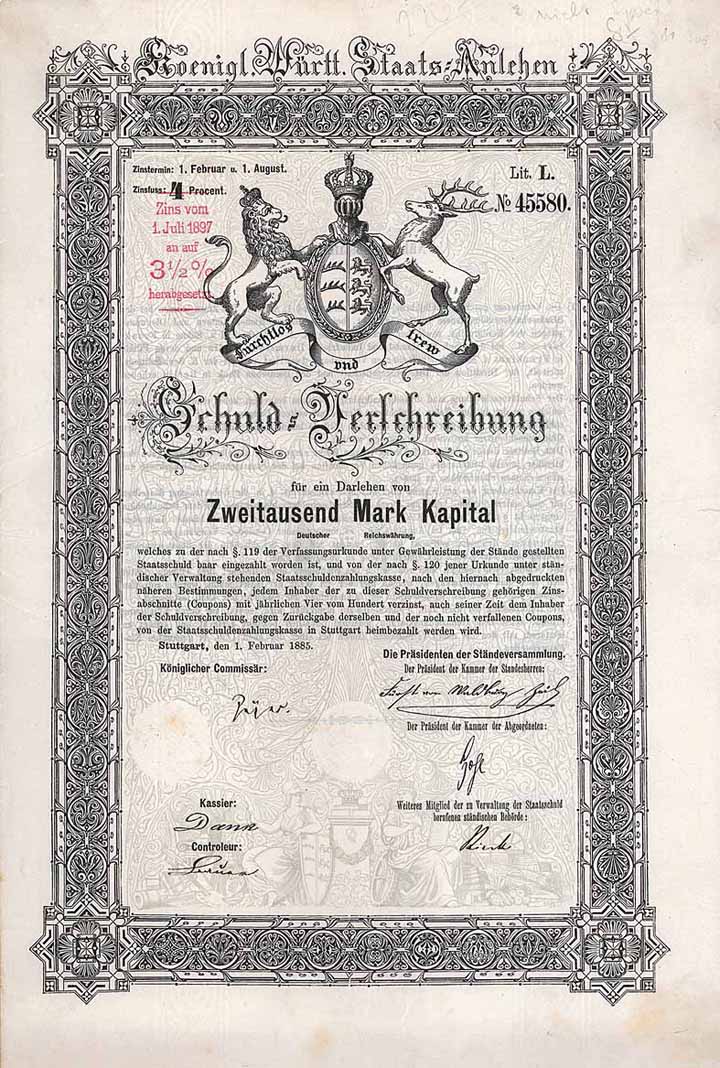 Koenigl. Württ. Staats-Anlehen
Zinstermin: 1. Februar u. 1. August.
Zinsfuss: 4 Procent.
Zins vom
1. Juli 1897
an auf
3½%
herabgesetzt
Lit. L.
No 45580.
furchtlos
vnd
trew
Schuld-Verschreibung
für ein Darlehen von
Zweitausend Mark Kapital
Deutscher Reichswährung,
welches zu der nach §. 119 der Verfassungsurkunde unter Gewährleistung der Stände gestellten
Staatsschuld baar eingezahlt worden ist, und von der nach §. 120 jener Urkunde unter stän-
discher Verwaltung stehenden Staatsschuldenzahlungskasse, nach den hiernach abgedruckten
näheren Bestimmungen, jedem Inhaber der zu dieser Schuldverschreibung gehörigen Zins-
abschnitte (Coupons) mit jährlichen Vier vom Hundert verzinst, auch seiner Zeit dem Inhaber
der Schuldverschreibung, gegen Zurückgabe derselben und der noch nicht verfallenen Coupons,
von der Staatsschuldenzahlungskasse in Stuttgart heimbezahlt werden wird.
Stuttgart, den 1. Februar 1885.
Königlicher Commissär:
Die Präsidenten der Ständeversammlung.
Der Präsident der Kammer der Standesherren:
Der Präsident der Kammer der Abgeordneten:
Hohl
Kassier:
Controleur:
Weiteres Mitglied der zu Verwaltung der Staatsschuld
berufenen ständischen Behörde: